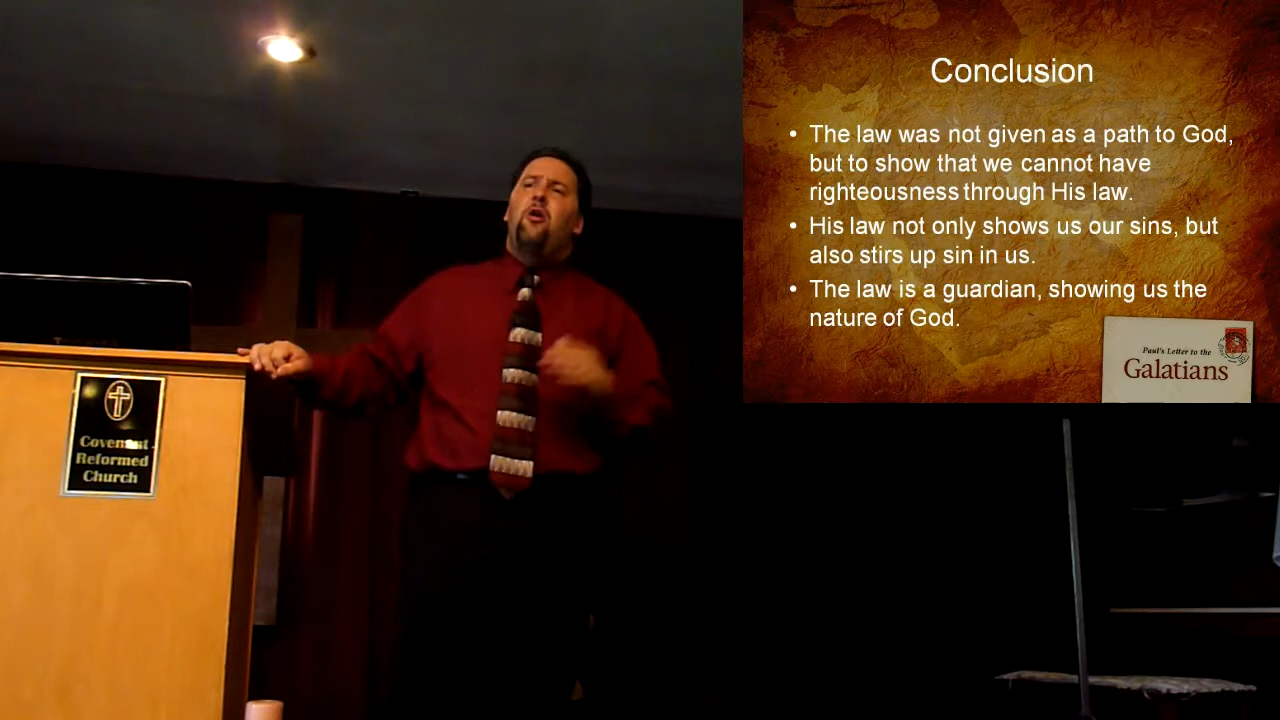 Conclusion
• The law was not given as a path to God,
but to show that we cannot have
righteousness through His law.
• His law not only shows us our sins, but
also stirs up sin in us.
• The law is a guardian, showing us the
nature of God.
Paul's Letter to the
Galatians
Covenant
Reformed
Church